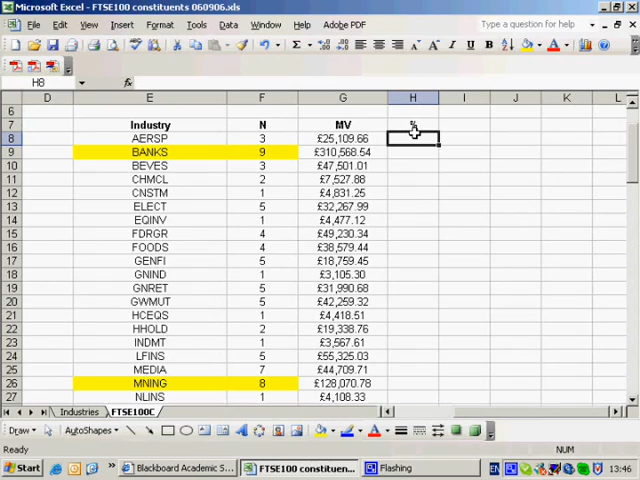 Microsoft Excel - FTSE100 constituents 060906.xls
File Edit View Insert Format Tools Data Window Help Adobe PDF Type a question for help
H8 fx
D E F G H I J K L
6
7 Industry N MV %
8 AERSP 3 £25,109.66
9 BANKS 9 £310,568.54
10 BEVES 3 £47,501.01
11 CHMCL 2 £7,527.88
12 CNSTM 1 £4,831.25
13 ELECT 5 £32,267.99
14 EQINV 1 £4,477.12
15 FDRGR 4 £49,230.34
16 FOODS 4 £38,579.44
17 GENFI 5 £18,759.45
18 GNIND 1 £3,105.30
19 GNRET 5 £31,990.68
20 GWMUT 5 £42,259.32
21 HCEQS 1 £4,418.51
22 HHOLD 2 £19,338.76
23 INDMT 1 £3,567.61
24 LFINS 5 £55,325.03
25 MEDIA 7 £44,709.71
26 MNING 8 £128,070.78
27 NLINS 1 £4,108.33
Industries FTSE100C
Draw AutoShapes
Ready NUM
Start Blackboard Academic S... FTSE100 constituen... Flashing EN 13:46